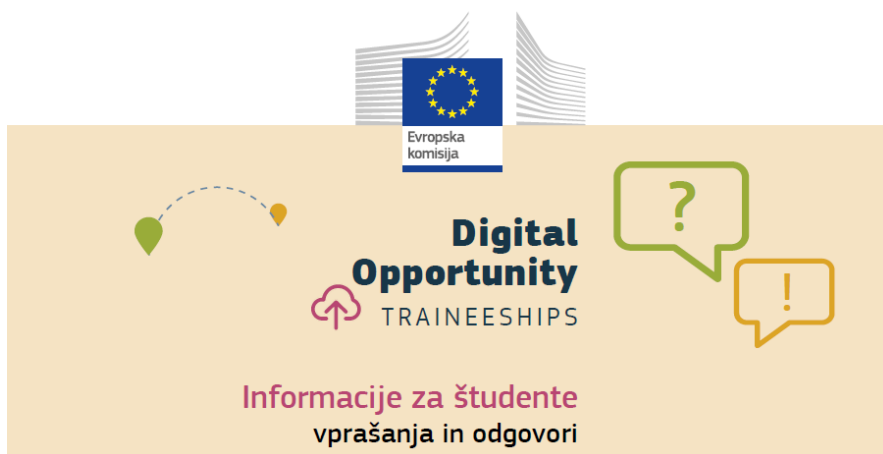 Evropska
komisija
?
!
Digital
Opportunity
TRAINEESHIPS
Informacije za študente
vprašanja in odgovori